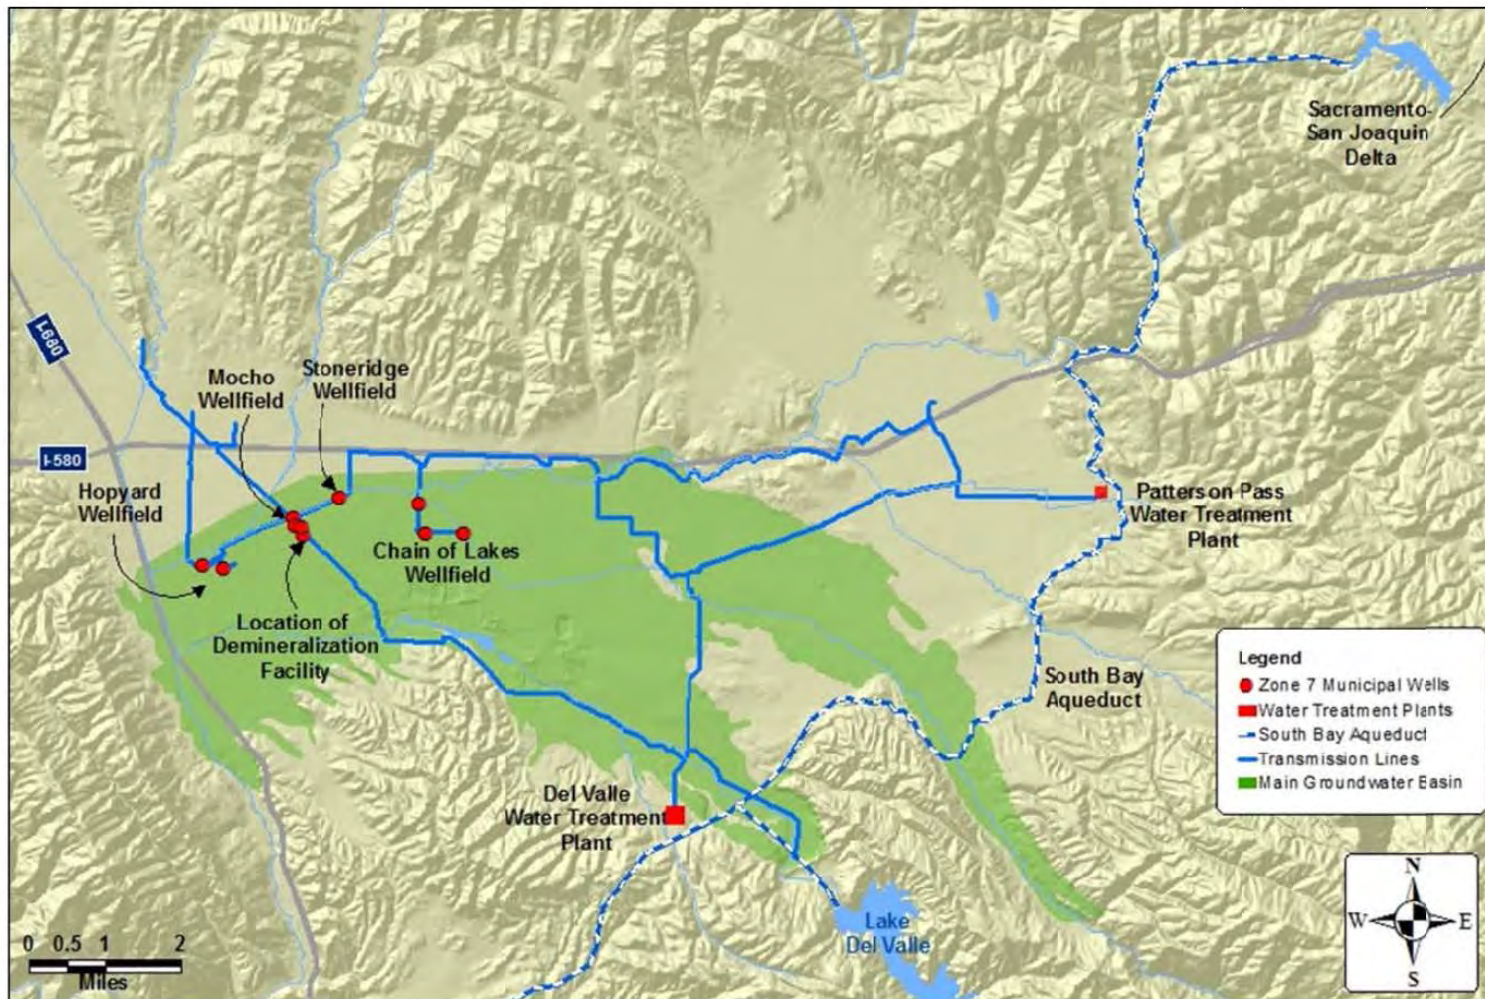 Sacramento-
San Joaquin
Delta
I-680
Mocho
Wellfield
Stoneridge
Wellfield
I-580
Hopyard
Wellfield
Patterson Pass
Water Treatment
Plant
Chain of Lakes
Wellfield
Location of
Demineralization
Facility
South Bay
Aqueduct
Legend
Zone 7 Municipal Wells
Water Treatment Plants
South Bay Aqueduct
Transmission Lines
Main Groundwater Basin
Del Valle
Water Treatment
Plant
Lake
Del Valle
0 0.5 1 2
Miles
N
W E
S